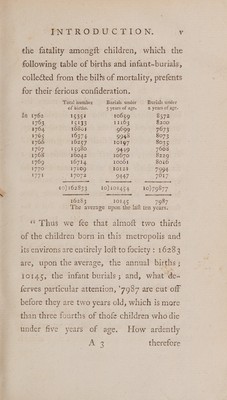 INTRODUCTION. v
the fatality amongſt children, which the
following table of births and infant-burials,
collected from the bills of mortality, preſents
for their ſerious conſideration.
Total number Burials under Burials under
of births. 5 years of age. 2 years of age.
In 1762 15351 10649 8372
1763 15133 11163 8200
1764 16801 9699 7673
1765 16374 9948 8073
1766 16257 10197 8035
1767 15980 9449 7668
1768 16042 10670 8229
1769 16714 10061 8016
1770 17109 10121 7994
1771 17072 9447 7617
10)162833 10)101454 10)79877
16283 10145 7987
The average upon the laſt ten years.
“ Thus we ſee that almoſt two thirds
of the children born in this metropolis and
its environs are entirely loſt to ſociety: 16283
are, upon the average, the annual births;
10145, the infant burials; and, what de-
ſerves particular attention, 7987 are cut off
before they are two years old, which is more
than three fourths of thoſe children who die
under five years of age. How ardently
A 3 therefore